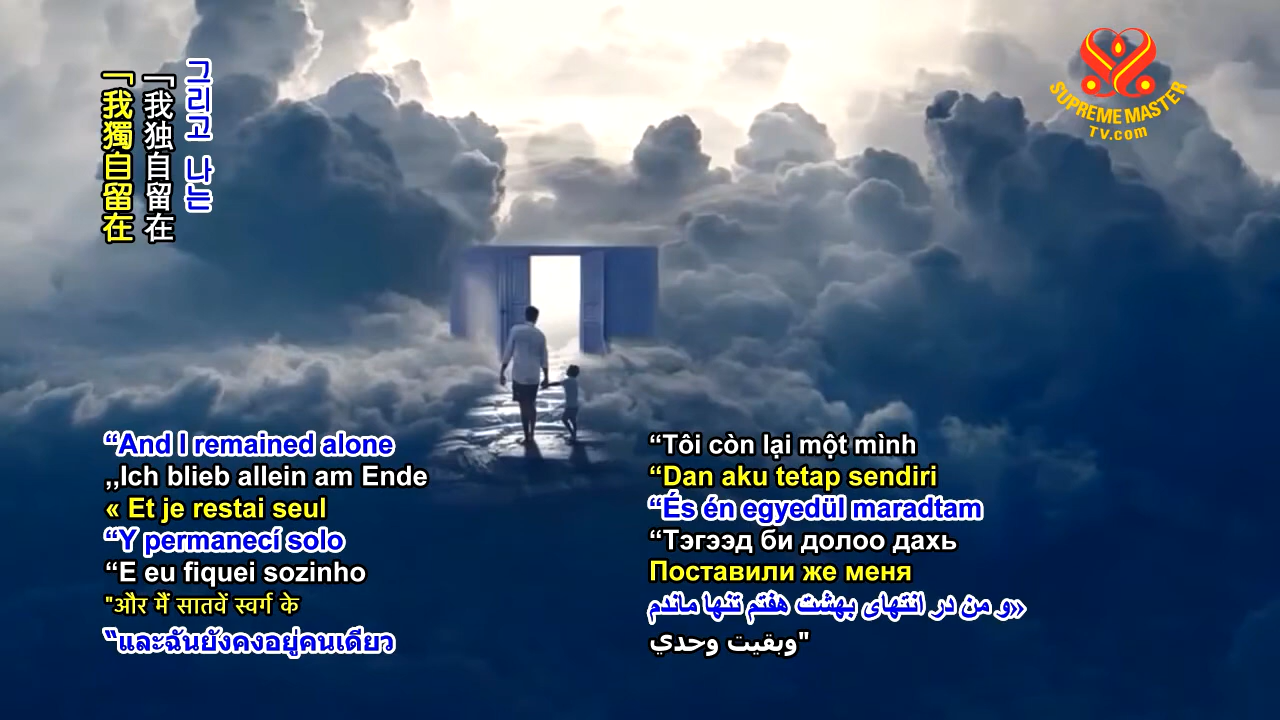 그리고 나는
「我独自留在
「我獨自留在
SUPREME MASTER
TV.com
“And I remained alone
,,Ich blieb allein am Ende
« Et je restai seul
“Y permanecí solo
“E eu fiquei sozinho
"और मैं सातवें स्वर्ग के
“และฉันยังคงอยู่คนเดียว
“Tôi còn lại một mình
“Dan aku tetap sendiri
“És én egyedül maradtam
“Тэгээд би долоо дахь
Поставили же меня
«و من در انتهای بهشت هفتم تنها ماندم
"وبقيت وحدي